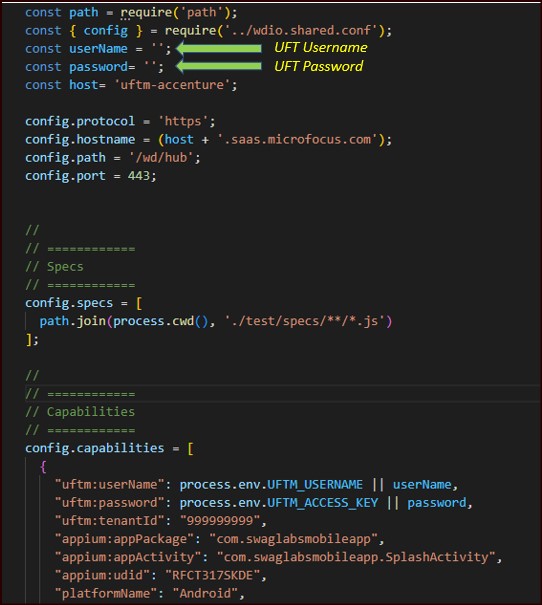 const path = require('path');
const { config } = require('../wdio.shared.conf');
const userName = ''; UFT Username
const password= ''; UFT Password
const host= 'uftm-accenture';
config.protocol = 'https';
config.hostname = (host + '.saas.microfocus.com');
config.path = '/wd/hub';
config.port = 443;
//
// ============
// Specs
// ============
config.specs = [
path.join(process.cwd(), './test/specs/**/*.js')
];
//
// ============
// Capabilities
// ============
config.capabilities = [
{
"uftm:userName": process.env.UFTM_USERNAME || userName,
"uftm:password": process.env.UFTM_ACCESS_KEY || password,
"uftm:tenantId": "999999999",
"appium:appPackage": "com.swaglabsmobileapp",
"appium:appActivity": "com.swaglabsmobileapp.SplashActivity",
"appium:udid": "RFCT317SKDE",
"platformName": "Android",